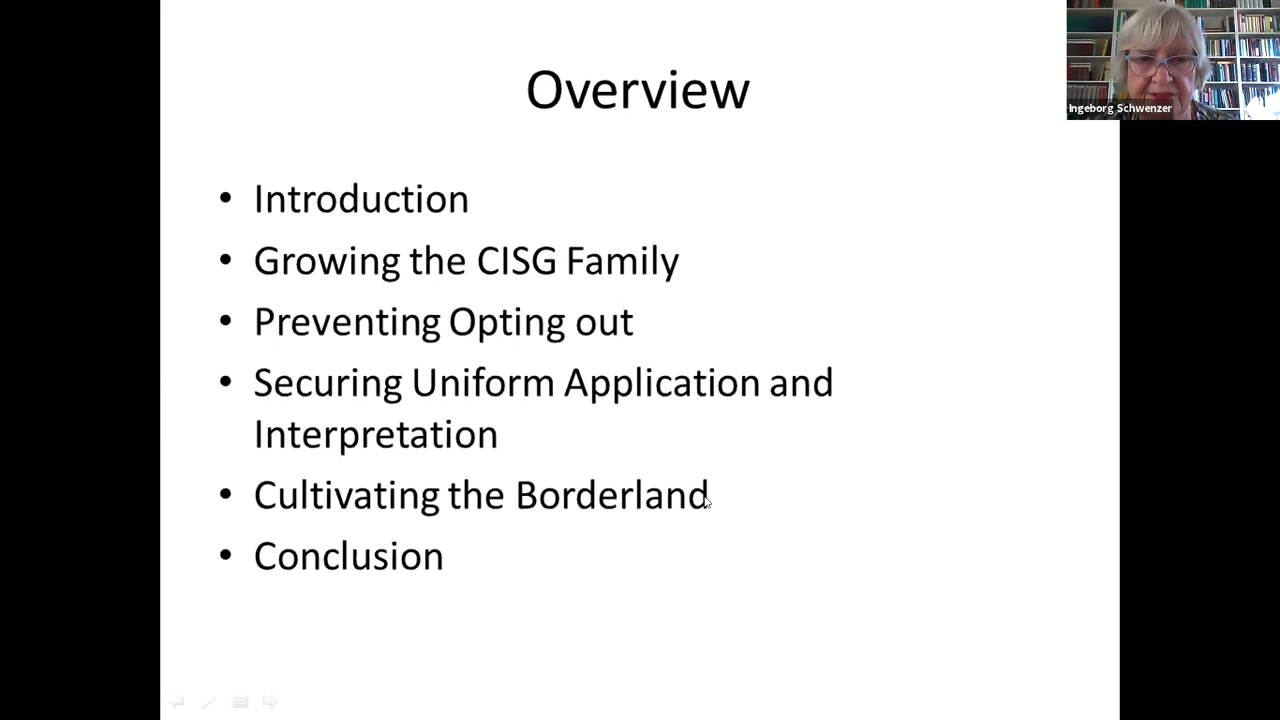 Overview
Ingeborg Schwenzer
• Introduction
• Growing the CISG Family
• Preventing Opting out
• Securing Uniform Application and
Interpretation
• Cultivating the Borderland
• Conclusion